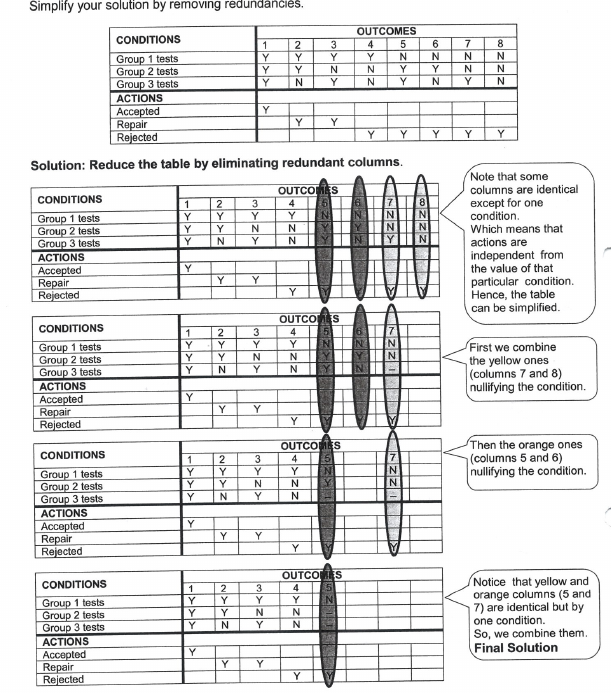 Simplify your solution by removing redundancies.
CONDITIONS OUTCOMES
1 2 3 4 5 6 7 8
Group 1 tests Y Y Y Y N N N N
Group 2 tests Y Y N N Y Y N N
Group 3 tests Y N Y N Y N Y N
ACTIONS
Accepted Y
Repair Y Y
Rejected Y Y Y Y Y
Solution: Reduce the table by eliminating redundant columns.
CONDITIONS OUTCOMES
1 2 3 4 5 6 7 8
Group 1 tests Y Y Y Y N N N N
Group 2 tests Y Y N N Y Y N N
Group 3 tests Y N Y N Y N Y N
ACTIONS
Accepted Y
Repair Y Y
Rejected Y Y Y Y Y
Note that some
columns are identical
except for one
condition.
Which means that
actions are
independent from
the value of that
particular condition.
Hence, the table
can be simplified.
CONDITIONS OUTCOMES
1 2 3 4 5 6 7
Group 1 tests Y Y Y Y N N N
Group 2 tests Y Y N N Y Y N
Group 3 tests Y N Y N Y N –
ACTIONS
Accepted Y
Repair Y Y
Rejected Y Y Y Y
First we combine
the yellow ones
(columns 7 and 8)
nullifying the condition.
CONDITIONS OUTCOMES
1 2 3 4 5 7
Group 1 tests Y Y Y Y N N
Group 2 tests Y Y N N Y N
Group 3 tests Y N Y N – –
ACTIONS
Accepted Y
Repair Y Y
Rejected Y Y Y
Then the orange ones
(columns 5 and 6)
nullifying the condition.
CONDITIONS OUTCOMES
1 2 3 4 5
Group 1 tests Y Y Y Y N
Group 2 tests Y Y N N –
Group 3 tests Y N Y N –
ACTIONS
Accepted Y
Repair Y Y
Rejected Y Y
Notice that yellow and
orange columns (5 and
7) are identical but by
one condition.
So, we combine them.
Final Solution